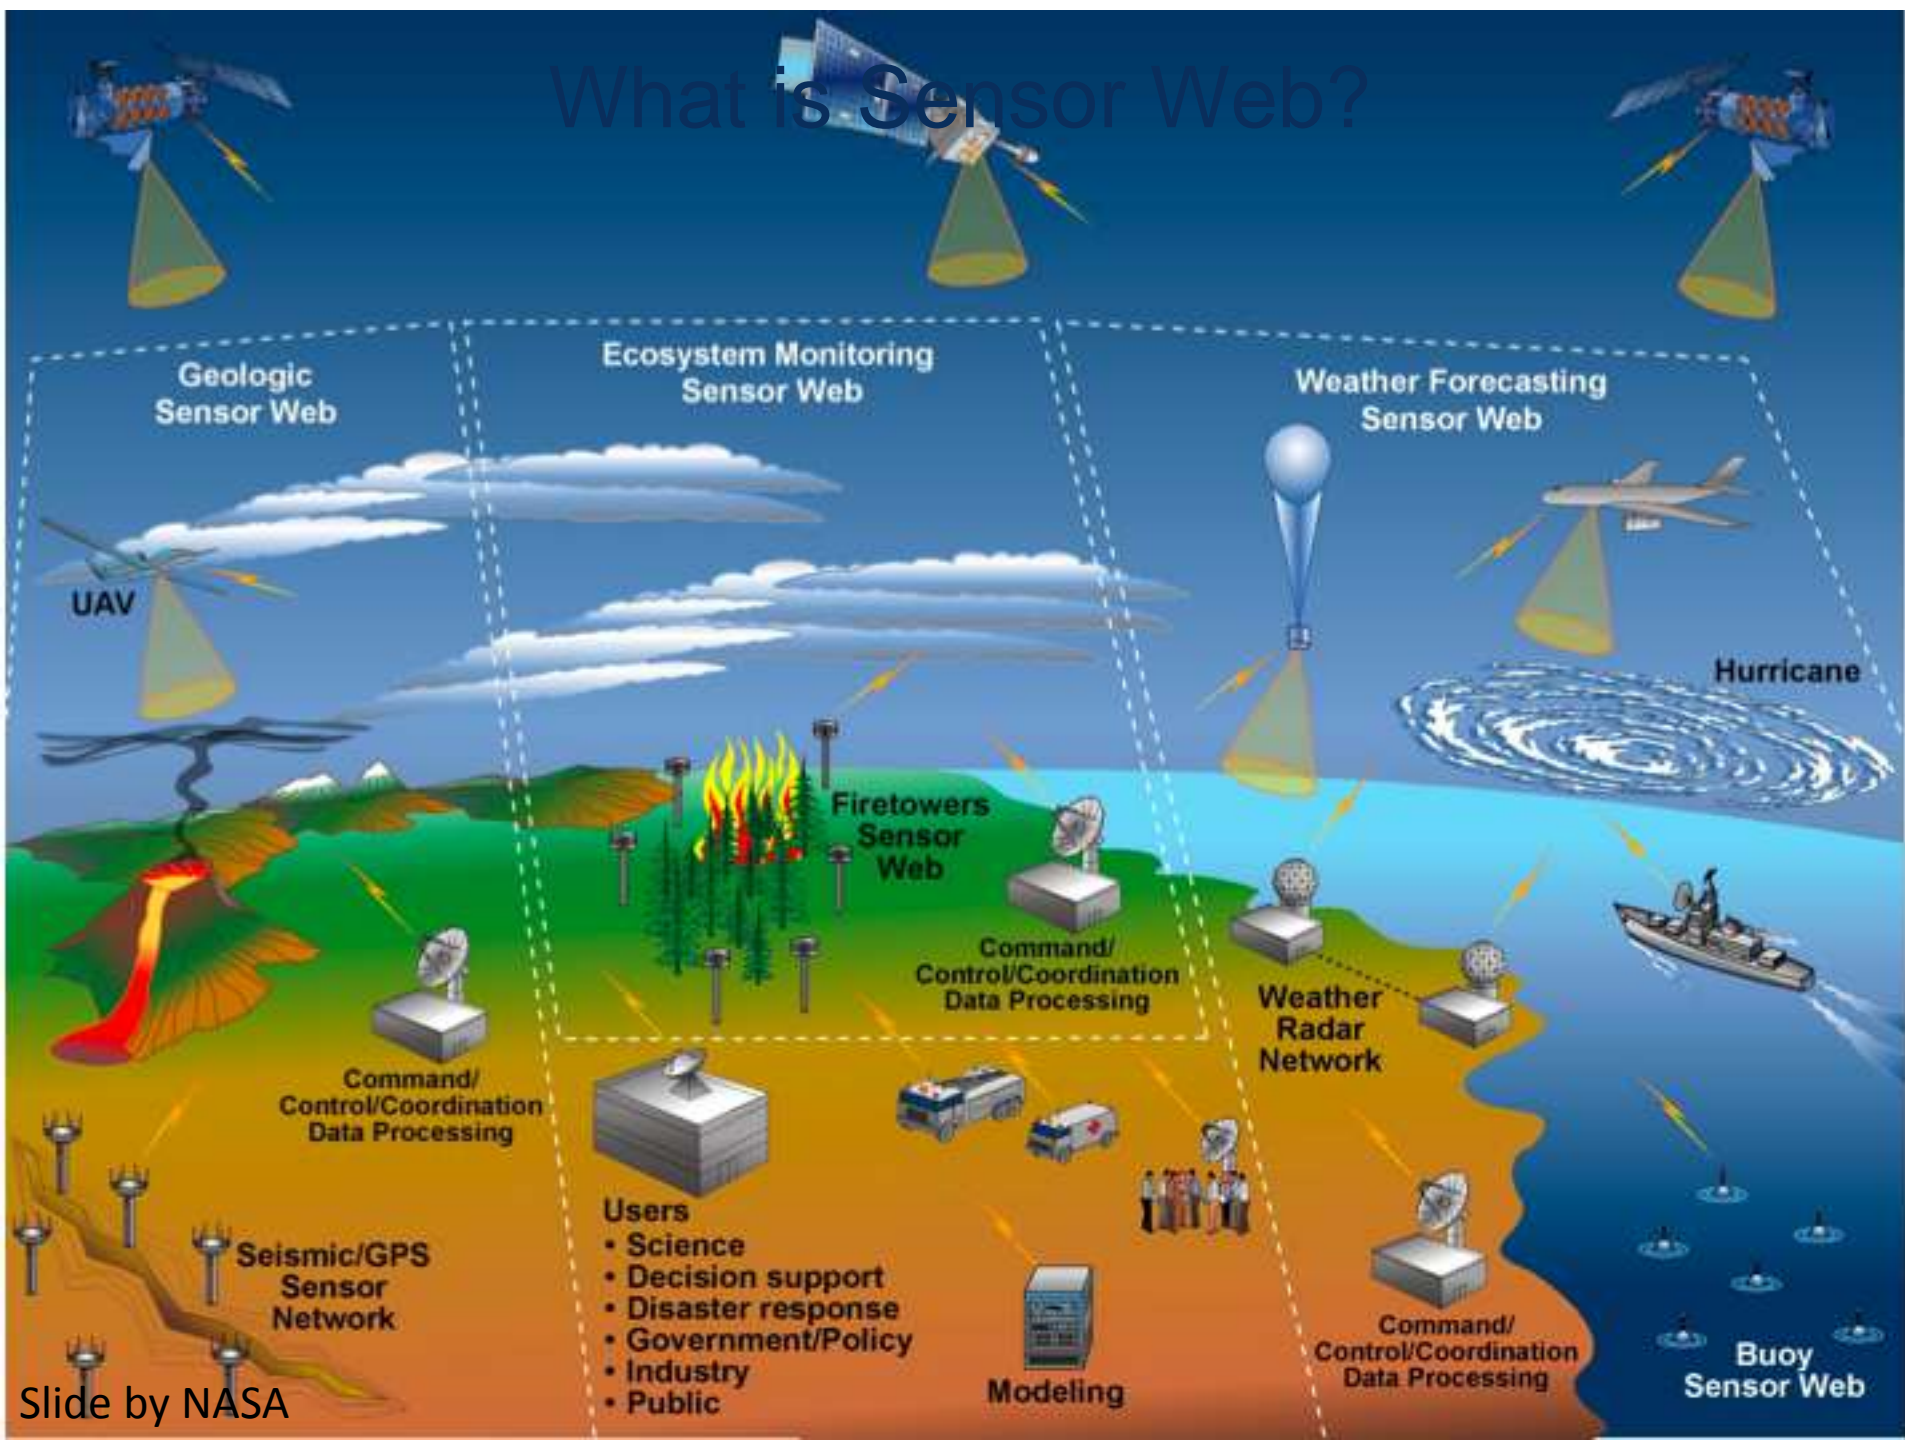 What is Sensor Web?
Geologic
Sensor Web
Ecosystem Monitoring
Sensor Web
Weather Forecasting
Sensor Web
UAV
Hurricane
Firetowers
Sensor
Web
Command/
Control/Coordination
Data Processing
Weather
Radar
Network
Command/
Control/Coordination
Data Processing
Seismic/GPS
Sensor
Network
Users
• Science
• Decision support
• Disaster response
• Government/Policy
• Industry
• Public
Modeling
Command/
Control/Coordination
Data Processing
Buoy
Sensor Web
Slide by NASA